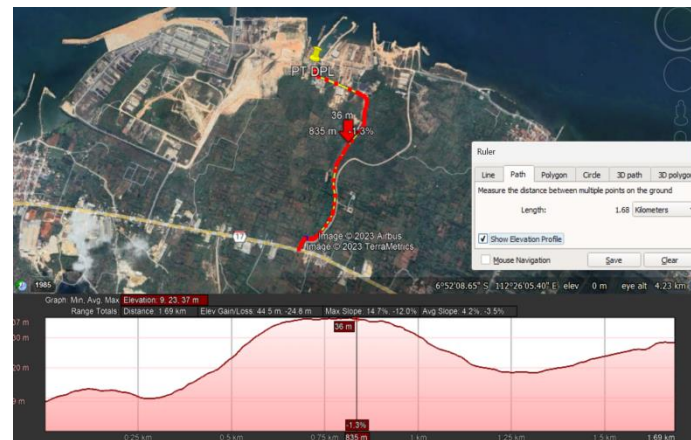 PT DPL
36 m
835 m -1.3%
17
Image © 2023 Airbus
Image © 2023 TerraMetrics
1985
6°52'08.65" S 112°26'05.40" E elev 0 m eye alt 4.23 km
Ruler
Line Path Polygon Circle 3D path 3D polygon
Measure the distance between multiple points on the ground
Length: 1.68 Kilometers
Show Elevation Profile
Mouse Navigation Save Clear
Graph: Min, Avg, Max Elevation: 9, 23, 37 m
Range Totals: Distance: 1.69 km Elev Gain/Loss: 44.5 m, -24.6 m Max Slope: 14.7%, -12.0% Avg Slope: 4.2%, -3.5%
37 m
30 m
20 m
9 m
36 m
-1.3%
0.25 km 0.5 km 0.75 km 835 m 1 km 1.25 km 1.5 km 1.69 km